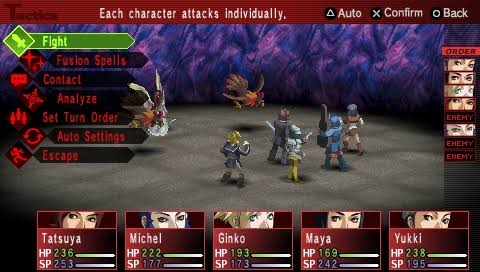 Tactics
Each character attacks individually.
△ Auto ✕ Confirm ○ Back
Fight
Fusion Spells
Contact
Analyze
Set Turn Order
Auto Settings
Escape
ORDER
ENEMY
ENEMY
ENEMY
Tatsuya
HP 236
SP 253
Michel
HP 222
SP 177
Ginko
HP 193
SP 173
Maya
HP 169
SP 242
Yukki
HP 238
SP 195